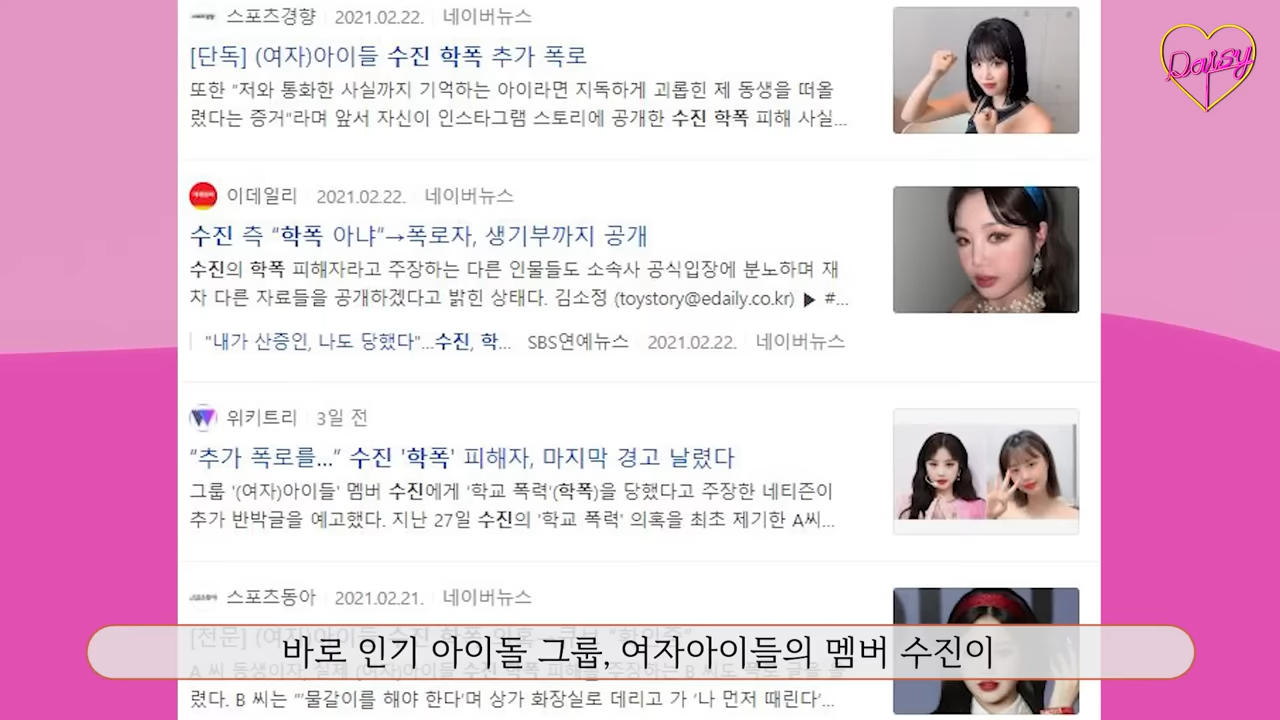 스포츠경향 2021.02.22. 네이버뉴스
Daisy
[단독] (여자)아이들 수진 학폭 추가 폭로
또한 "저와 통화한 사실까지 기억하는 아이라면 지독하게 괴롭힌 제 동생을 떠올
렸다는 증거"라며 앞서 자신이 인스타그램 스토리에 공개한 수진 학폭 피해 사실...
이데일리 2021.02.22. 네이버뉴스
수진 측 "학폭 아냐"→폭로자, 생기부까지 공개
수진의 학폭 피해자라고 주장하는 다른 인물들도 소속사 공식입장에 분노하며 재
차 다른 자료들을 공개하겠다고 밝힌 상태다. 김소정 (toystory@edaily.co.kr) ▶ #...
"내가 산증인, 나도 당했다"...수진, 학... SBS연예뉴스 2021.02.22. 네이버뉴스
위키트리 3일 전
"추가 폭로를..." 수진 '학폭' 피해자, 마지막 경고 날렸다
그룹 '(여자)아이들' 멤버 수진에게 '학교 폭력'(학폭)을 당했다고 주장한 네티즌이
추가 반박글을 예고했다. 지난 27일 수진의 '학교 폭력' 의혹을 최초 제기한 A씨...
스포츠동아 2021.02.21. 네이버뉴스
[전문] (여자)아이들 수진 학폭 의혹
바로 인기 아이돌 그룹, 여자아이들의 멤버 수진이
렸다. B 씨는 "'물갈이를 해야 한다'며 상가 화장실로 데리고 가 '나 먼저 때린다'...